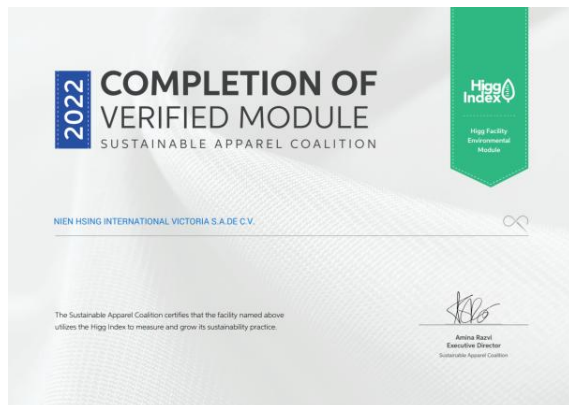 2022
COMPLETION OF
VERIFIED MODULE
SUSTAINABLE APPAREL COALITION
Higg
Index
Higg Facility
Environmental
Module
NIEN HSING INTERNATIONAL VICTORIA S.A.DE C.V.
The Sustainable Apparel Coalition certifies that the facility named above
utilizes the Higg Index to measure and grow its sustainability practice.
Amina Razvi
Executive Director
Sustainable Apparel Coalition